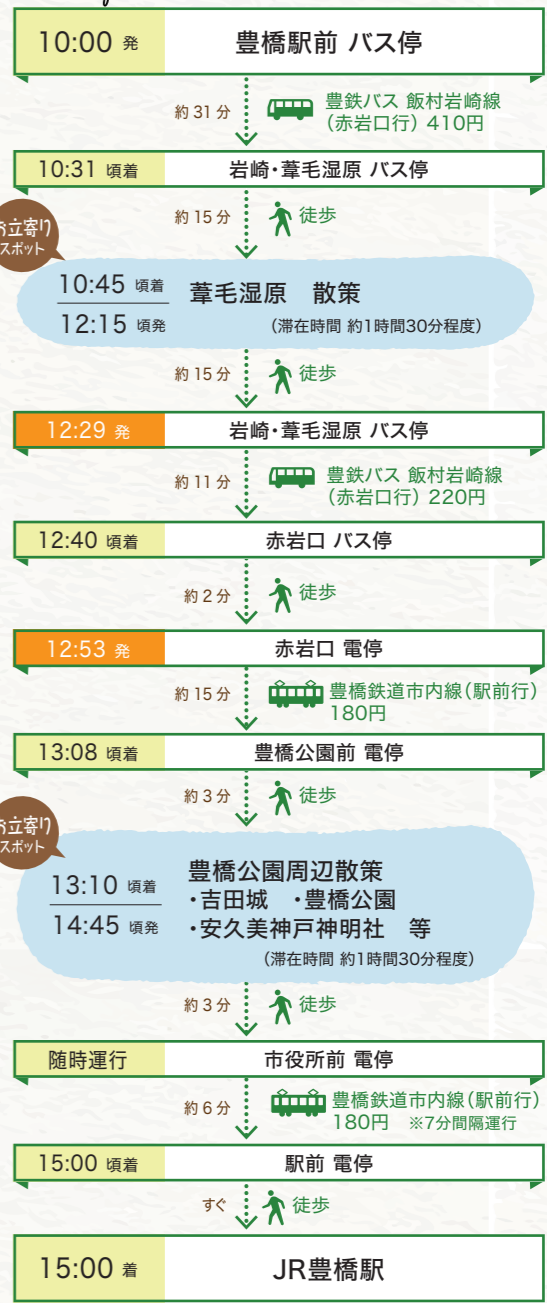 10:00 発 豊橋駅前 バス停
約31分 豊鉄バス 飯村岩崎線
(赤岩口行) 410円
10:31 頃着 岩崎・葦毛湿原 バス停
約15分 徒歩
お立寄り
スポット
10:45 頃着
12:15 頃発
葦毛湿原 散策
(滞在時間 約1時間30分程度)
約15分 徒歩
12:29 発 岩崎・葦毛湿原 バス停
約11分 豊鉄バス 飯村岩崎線
(赤岩口行) 220円
12:40 頃着 赤岩口 バス停
約2分 徒歩
12:53 発 赤岩口 電停
約15分 豊橋鉄道市内線(駅前行)
180円
13:08 頃着 豊橋公園前 電停
約3分 徒歩
お立寄り
スポット
13:10 頃着
14:45 頃発
豊橋公園周辺散策
・吉田城 ・豊橋公園
・安久美神戸神明社 等
(滞在時間 約1時間30分程度)
約3分 徒歩
随時運行 市役所前 電停
約6分 豊橋鉄道市内線(駅前行)
180円 ※7分間隔運行
15:00 頃着 駅前 電停
すぐ 徒歩
15:00 着 JR豊橋駅